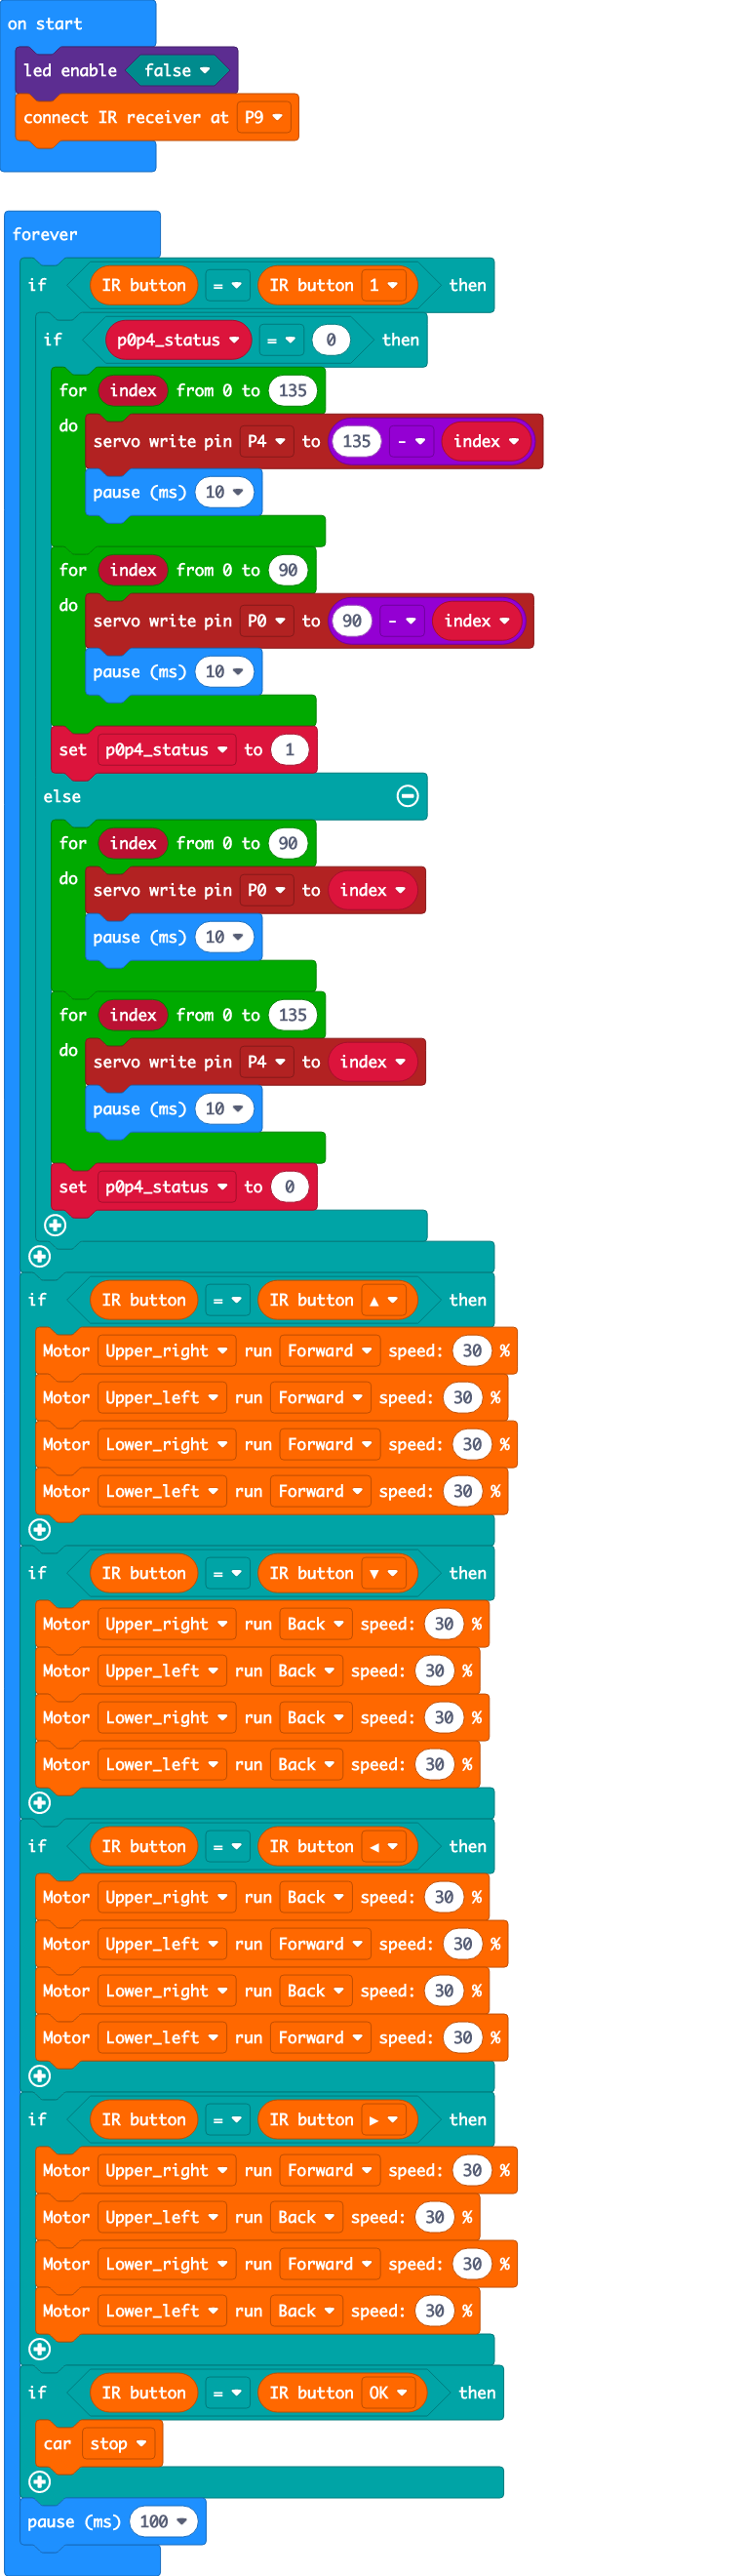 on start
led enable false
connect IR receiver at P9
forever
if IR button = IR button 1 then
if p0p4_status = 0 then
for index from 0 to 135
do servo write pin P4 to 135 - index
pause (ms) 10
for index from 0 to 90
do servo write pin P0 to 90 - index
pause (ms) 10
set p0p4_status to 1
else
for index from 0 to 90
do servo write pin P0 to index
pause (ms) 10
for index from 0 to 135
do servo write pin P4 to index
pause (ms) 10
set p0p4_status to 0
if IR button = IR button ▲ then
Motor Upper_right run Forward speed: 30 %
Motor Upper_left run Forward speed: 30 %
Motor Lower_right run Forward speed: 30 %
Motor Lower_left run Forward speed: 30 %
if IR button = IR button ▼ then
Motor Upper_right run Back speed: 30 %
Motor Upper_left run Back speed: 30 %
Motor Lower_right run Back speed: 30 %
Motor Lower_left run Back speed: 30 %
if IR button = IR button ◀ then
Motor Upper_right run Back speed: 30 %
Motor Upper_left run Forward speed: 30 %
Motor Lower_right run Back speed: 30 %
Motor Lower_left run Forward speed: 30 %
if IR button = IR button ▶ then
Motor Upper_right run Forward speed: 30 %
Motor Upper_left run Back speed: 30 %
Motor Lower_right run Forward speed: 30 %
Motor Lower_left run Back speed: 30 %
if IR button = IR button OK then
car stop
pause (ms) 100